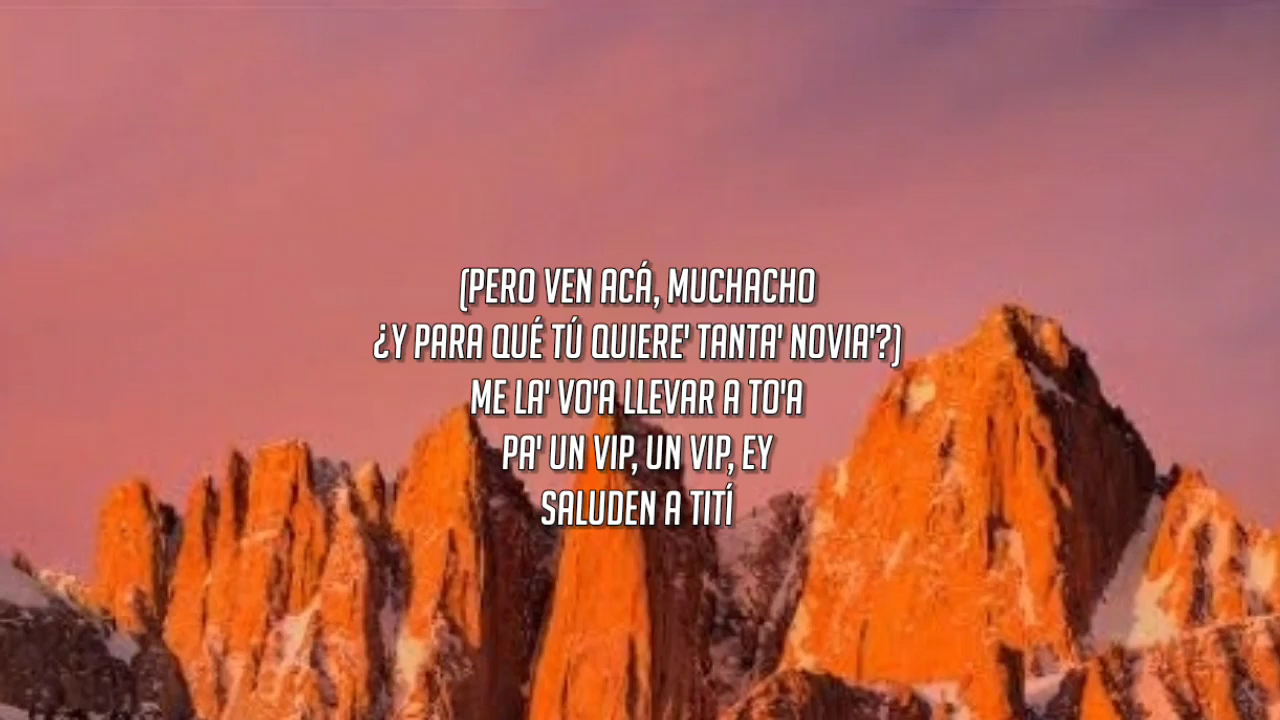 (PERO VEN ACÁ, MUCHACHO
¿Y PARA QUÉ TÚ QUIERE' TANTA' NOVIA'?)
ME LA' VO'A LLEVAR A TO'A
PA' UN VIP, UN VIP, EY
SALUDEN A TITÍ